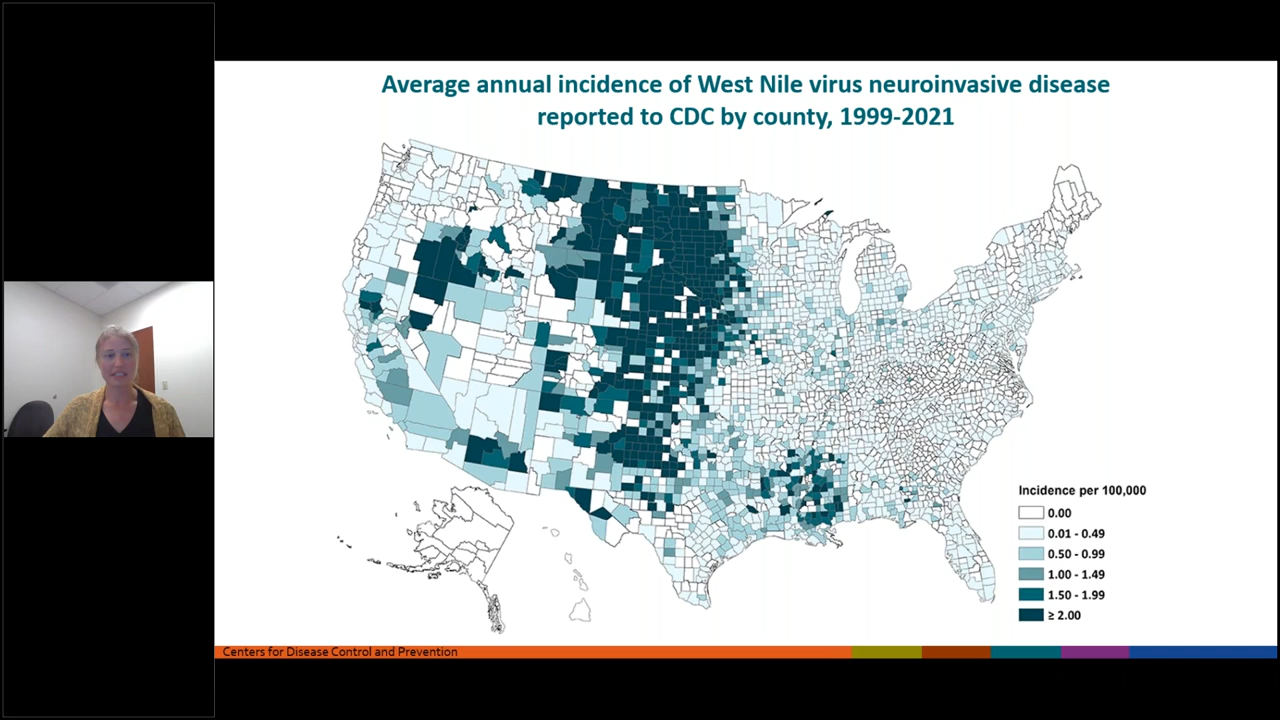 Average annual incidence of West Nile virus neuroinvasive disease
reported to CDC by county, 1999-2021
Incidence per 100,000
0.00
0.01 - 0.49
0.50 - 0.99
1.00 - 1.49
1.50 - 1.99
≥ 2.00
Centers for Disease Control and Prevention